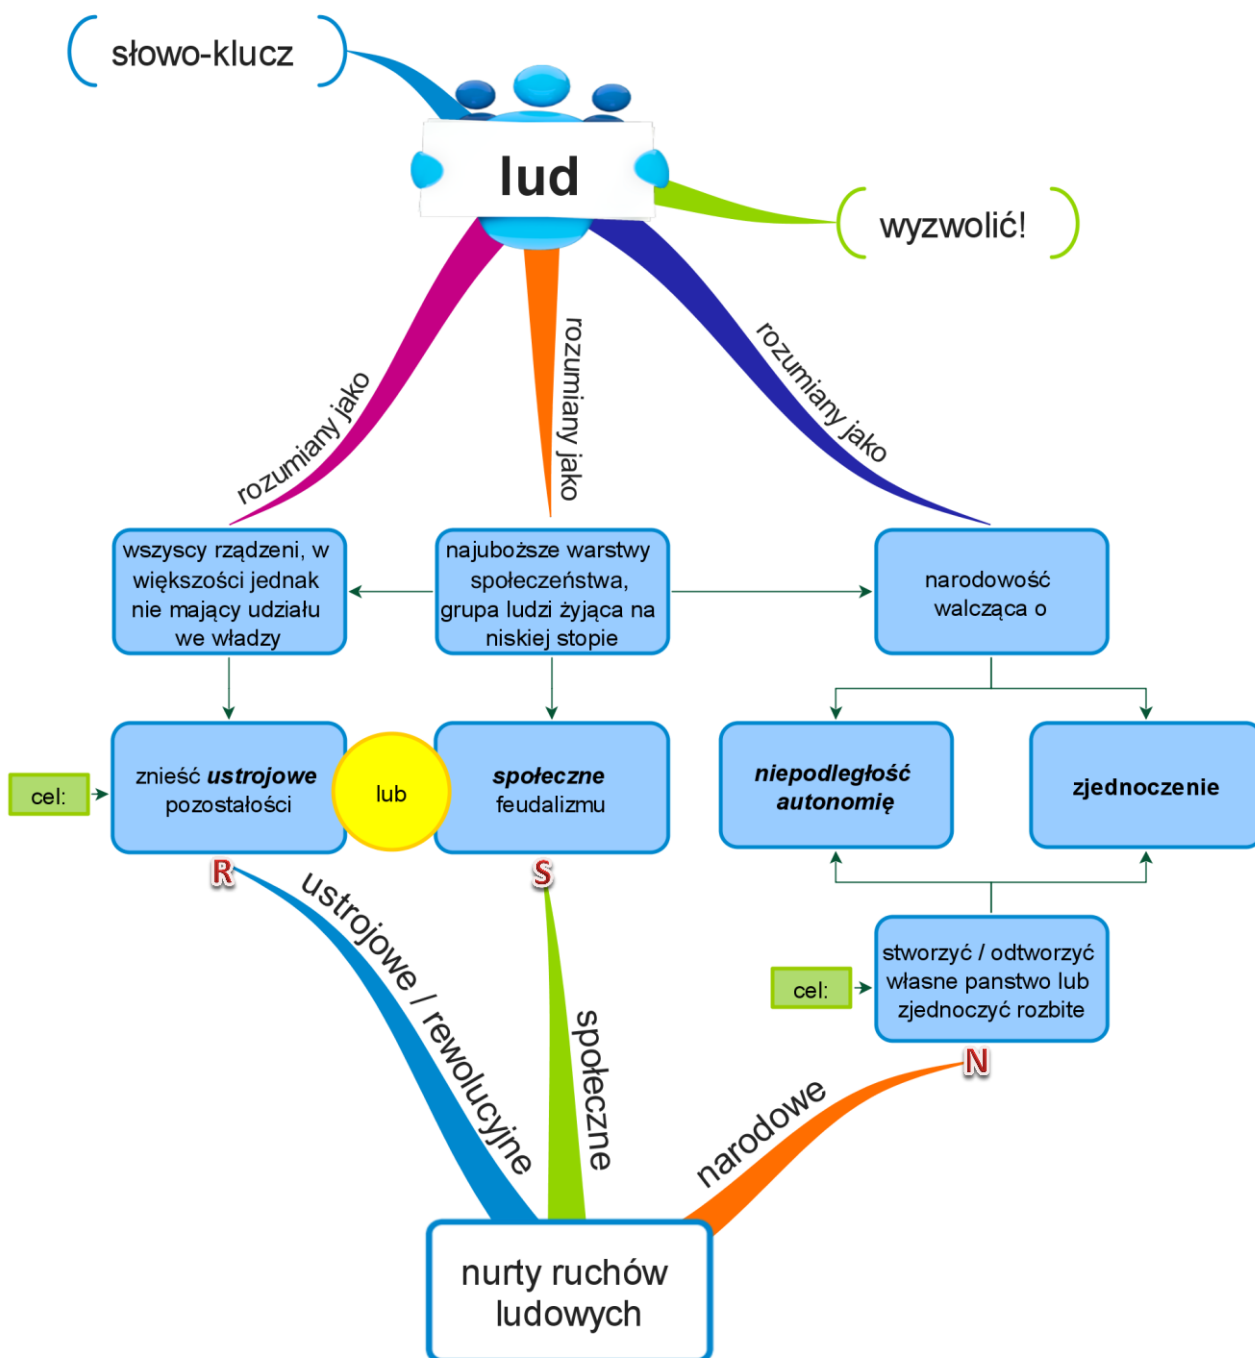 słowo-klucz
lud
wyzwolić!
rozumiany jako
rozumiany jako
rozumiany jako
wszyscy rządzeni, w
większości jednak
nie mający udziału
we władzy
najuboższe warstwy
społeczeństwa,
grupa ludzi żyjąca na
niskiej stopie
narodowość
walcząca o
cel:
znieść ustrojowe
pozostałości
lub
społeczne
feudalizmu
niepodległość
autonomię
zjednoczenie
R
S
cel:
stworzyć / odtworzyć
własne panstwo lub
zjednoczyć rozbite
N
ustrojowe / rewolucyjne
społeczne
narodowe
nurty ruchów
ludowych